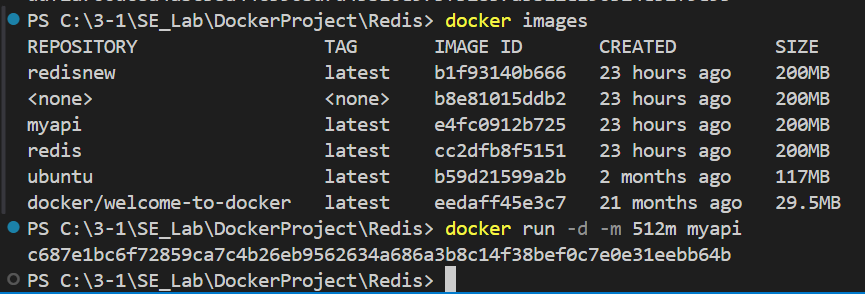 PS C:\3-1\SE_Lab\DockerProject\Redis> docker images
REPOSITORY TAG IMAGE ID CREATED SIZE
redisnew latest b1f93140b666 23 hours ago 200MB
<none> <none> b8e81015ddb2 23 hours ago 200MB
myapi latest e4fc0912b725 23 hours ago 200MB
redis latest cc2dfb8f5151 23 hours ago 200MB
ubuntu latest b59d21599a2b 2 months ago 117MB
docker/welcome-to-docker latest eedaff45e3c7 21 months ago 29.5MB
PS C:\3-1\SE_Lab\DockerProject\Redis> docker run -d -m 512m myapi
c687e1bc6f72859ca7c4b26eb9562634a686a3b8c14f38bef0c7e0e31eebb64b
PS C:\3-1\SE_Lab\DockerProject\Redis>